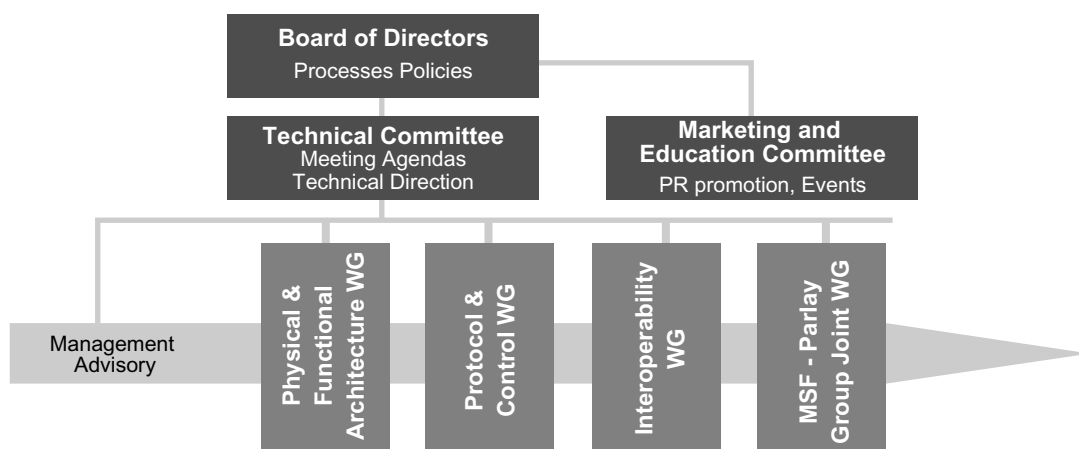 Board of Directors
Processes Policies
Technical Committee
Meeting Agendas
Technical Direction
Marketing and
Education Committee
PR promotion, Events
Management
Advisory
Physical &
Functional
Architecture WG
Protocol &
Control WG
Interoperability
WG
MSF - Parlay
Group Joint WG